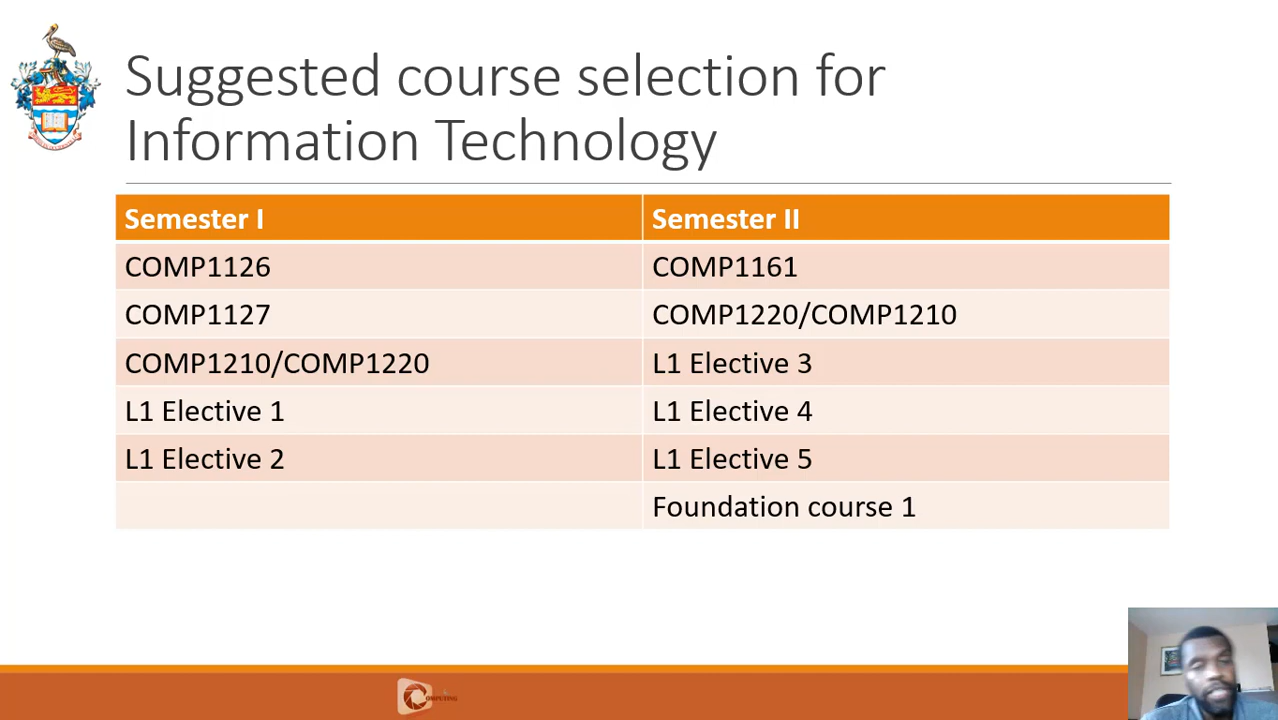 Suggested course selection for
Information Technology
Semester I
Semester II
COMP1126
COMP1161
COMP1127
COMP1220/COMP1210
COMP1210/COMP1220
L1 Elective 3
L1 Elective 1
L1 Elective 4
L1 Elective 2
L1 Elective 5
Foundation course 1